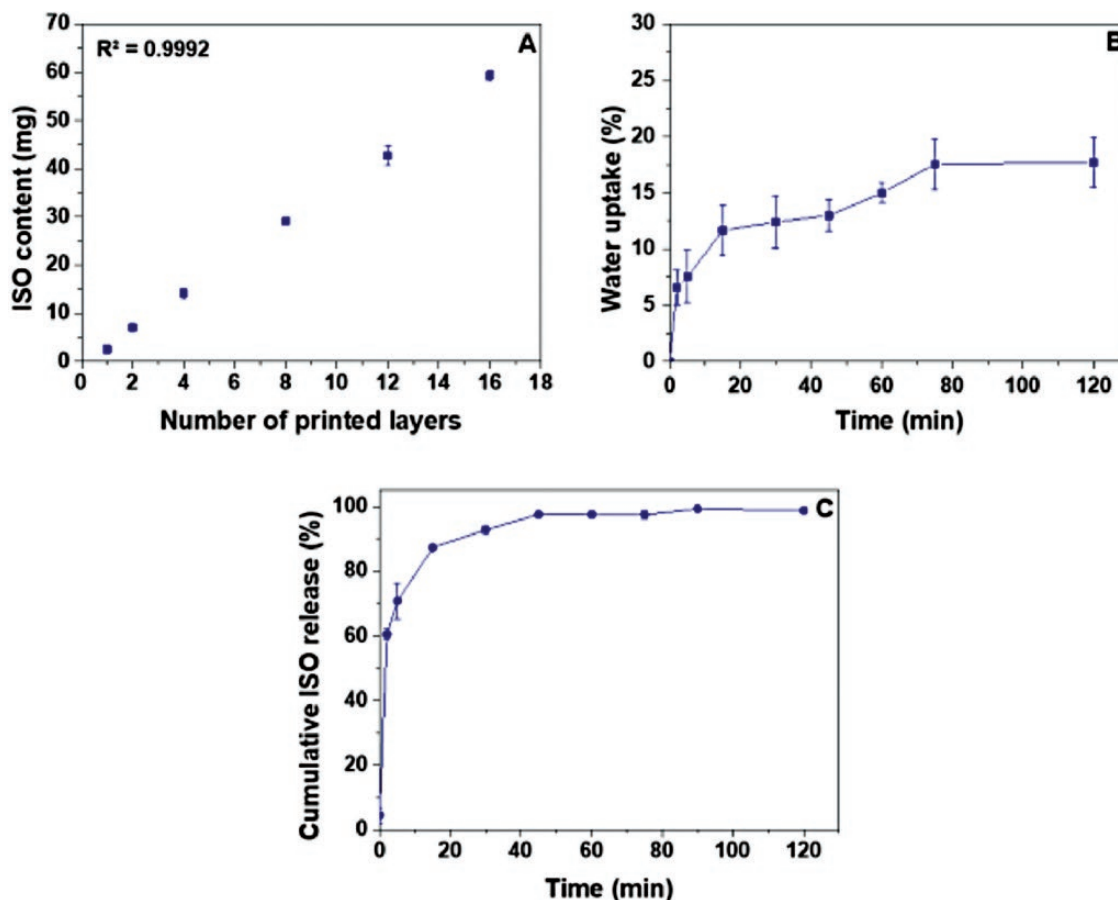 A
R² = 0.9992
ISO content (mg)
70
60
50
40
30
20
10
0
0 2 4 6 8 10 12 14 16 18
Number of printed layers
B
Water uptake (%)
30
25
20
15
10
5
0
0 20 40 60 80 100 120
Time (min)
C
Cumulative ISO release (%)
100
80
60
40
20
0
0 20 40 60 80 100 120
Time (min)